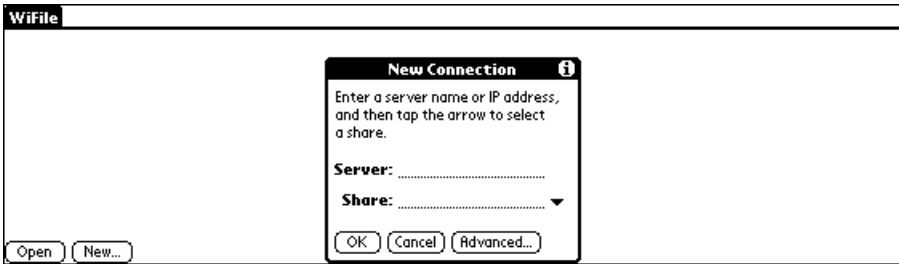 WiFile
New Connection
Enter a server name or IP address,
and then tap the arrow to select
a share.
Server:
Share:
OK Cancel Advanced...
Open New...